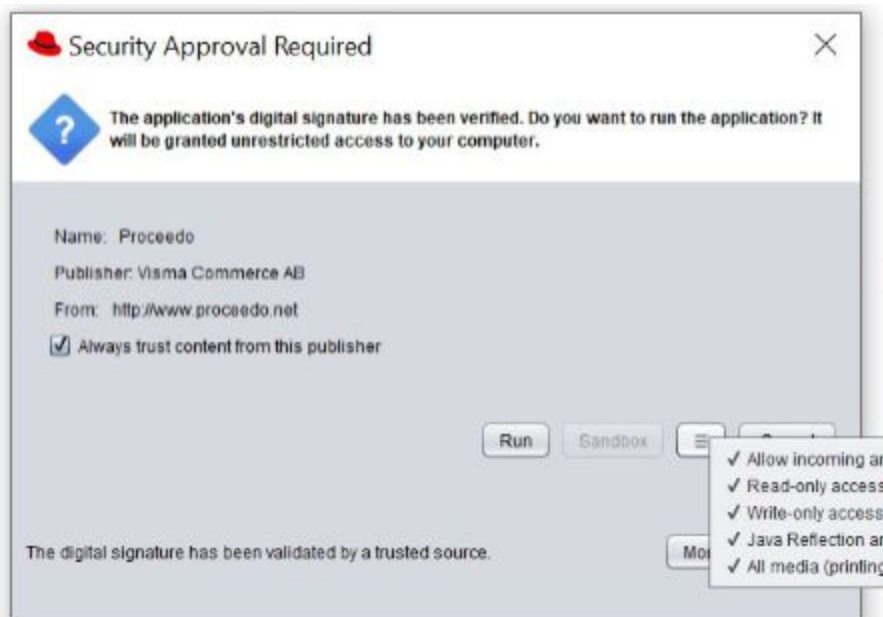 Security Approval Required
?
The application's digital signature has been verified. Do you want to run the application? It
will be granted unrestricted access to your computer.
Name: Proceedo
Publisher: Visma Commerce AB
From: http://www.proceedo.net
Always trust content from this publisher
Run Sandbox
Allow incoming
Read-only access
Write-only access
The digital signature has been validated by a trusted source.
Java Reflection
All media (printing